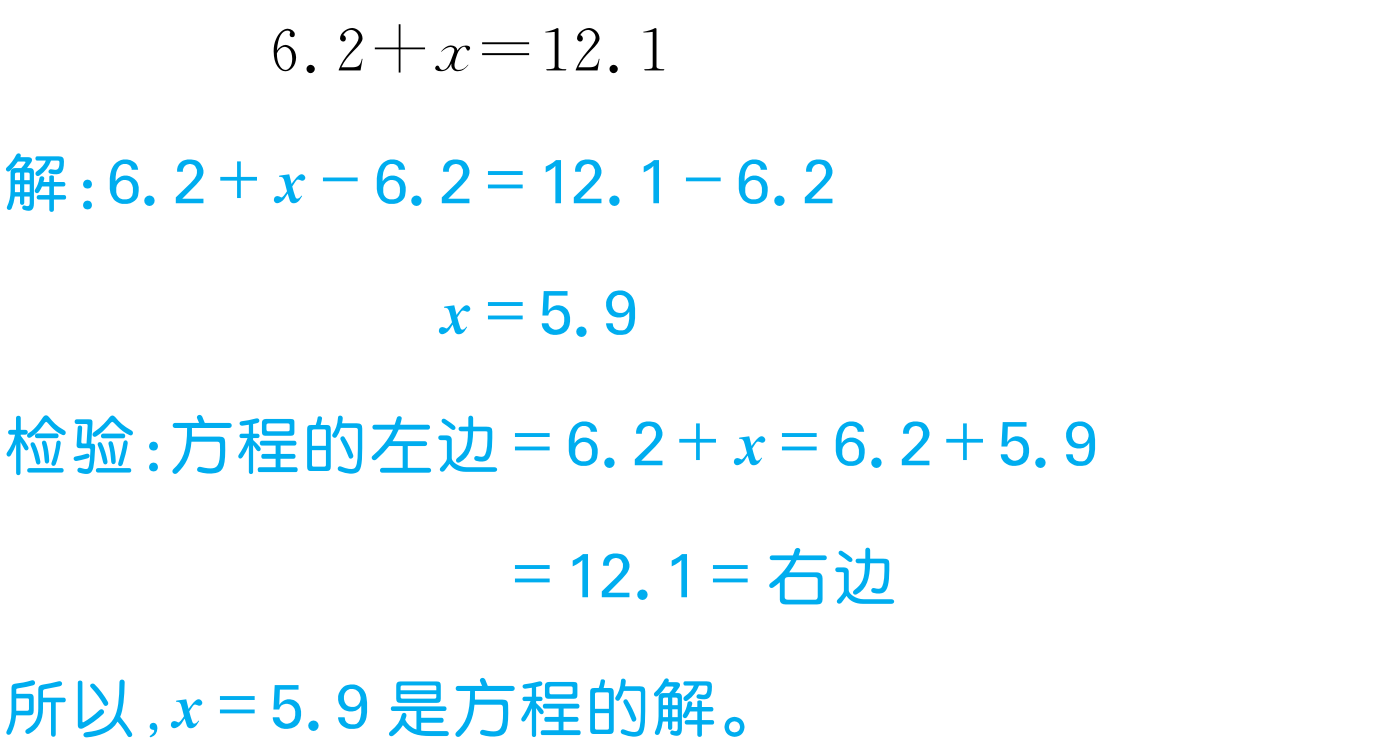 6.2+x=12.1
解:6.2+x-6.2=12.1-6.2
x=5.9
检验:方程的左边=6.2+x=6.2+5.9
=12.1=右边
所以,x=5.9是方程的解。